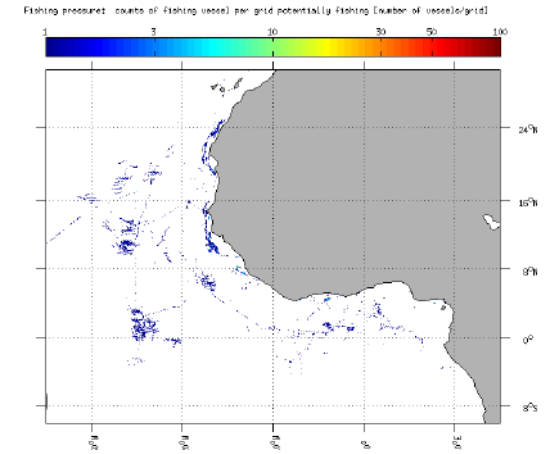 Fishing pressure: counts of fishing vessel per grid potentially fishing [number of vessels/grid]
1 3 10 30 50 100
24°N
16°N
8°N
0°
8°S